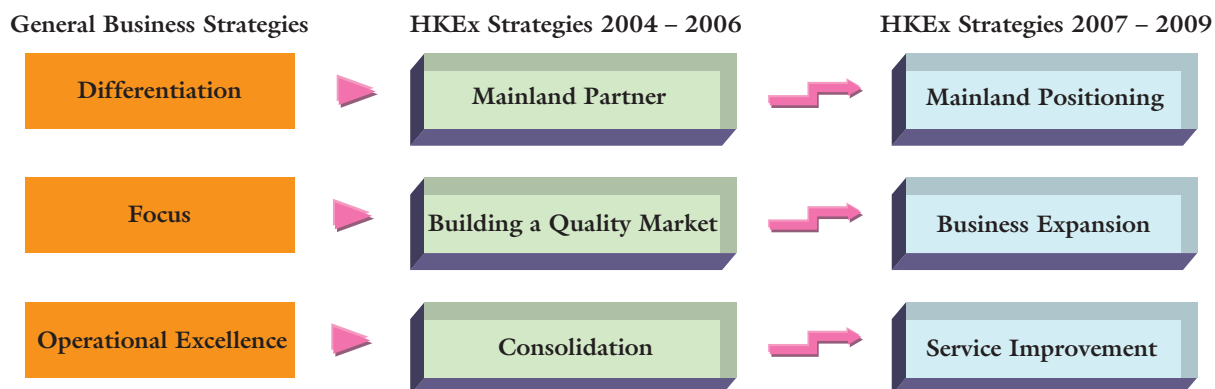 General Business Strategies
HKEx Strategies 2004 – 2006
HKEx Strategies 2007 – 2009
Differentiation
Mainland Partner
Mainland Positioning
Focus
Building a Quality Market
Business Expansion
Operational Excellence
Consolidation
Service Improvement